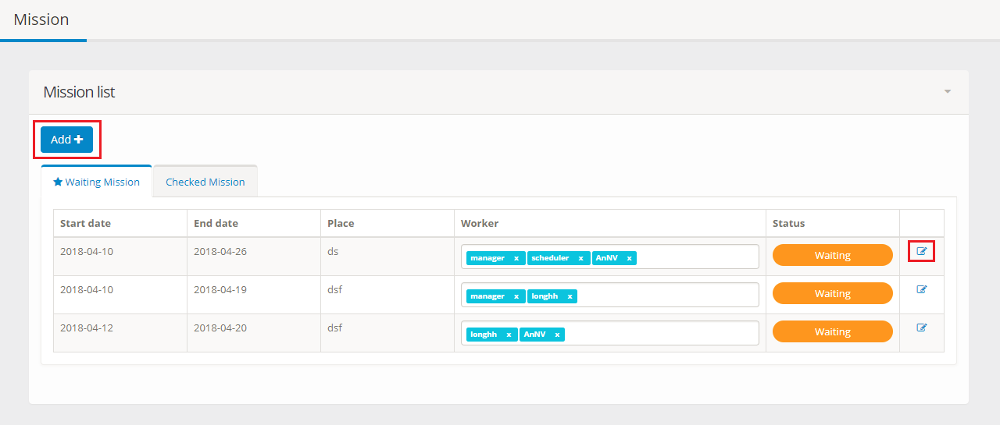 Mission
Mission list
Add
Waiting Mission Checked Mission
Start date End date Place Worker Status
2018-04-10 2018-04-26 ds manager x scheduler x AnNV x Waiting
2018-04-10 2018-04-19 dsf manager x longhh x Waiting
2018-04-12 2018-04-20 dsf longhh x AnNV x Waiting